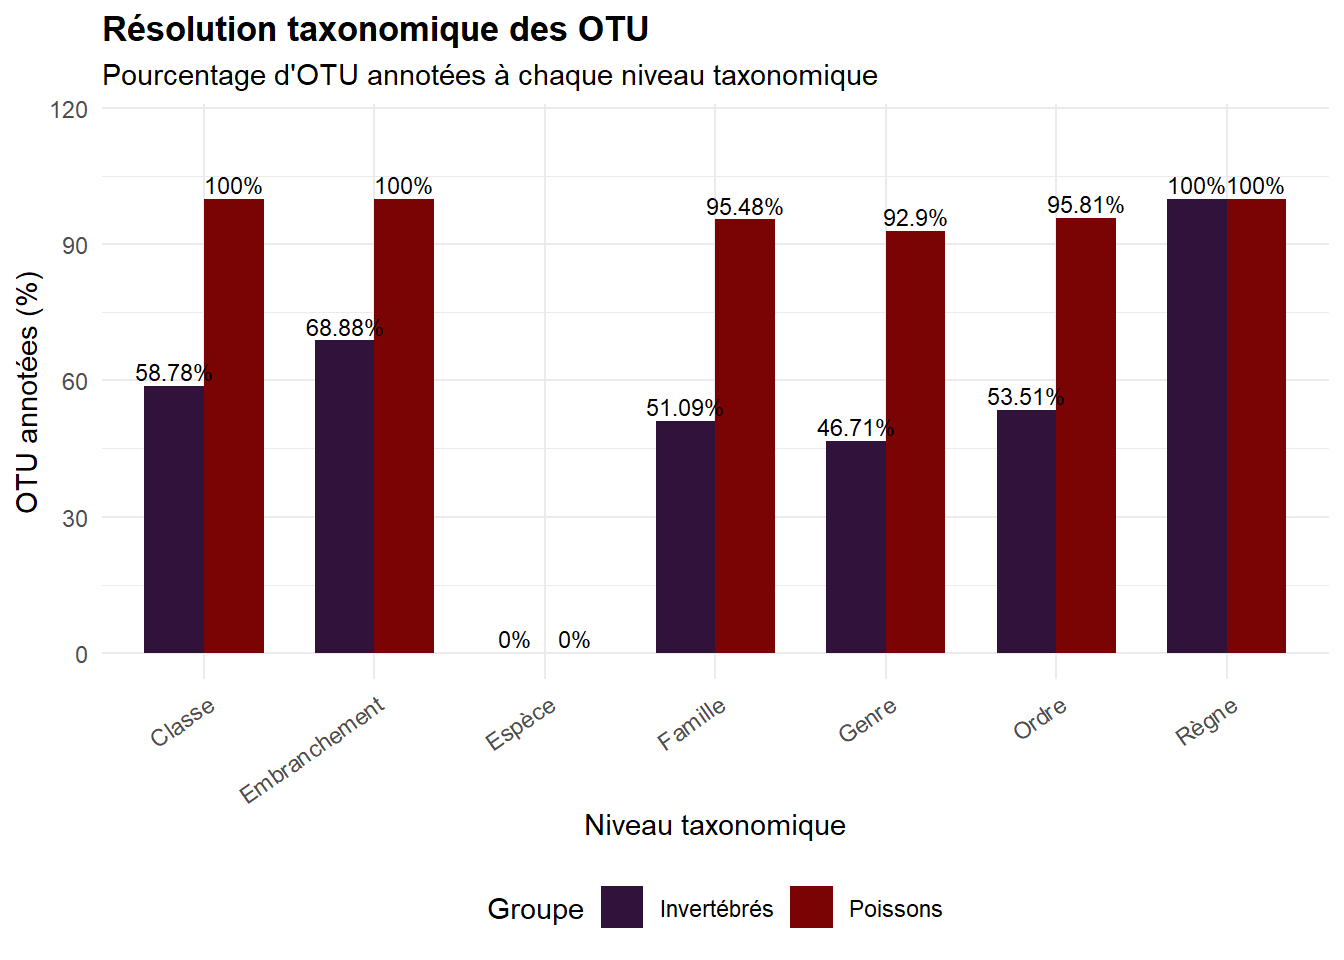 Résolution taxonomique des OTU
Pourcentage d'OTU annotées à chaque niveau taxonomique
OTU annotées (%)
120
90
60
30
0
58.78%
100%
68.88%
100%
0%
0%
51.09%
95.48%
46.71%
92.9%
53.51%
95.81%
100%
100%
Classe
Embranchement
Espèce
Famille
Genre
Ordre
Règne
Niveau taxonomique
Groupe
Invertébrés
Poissons